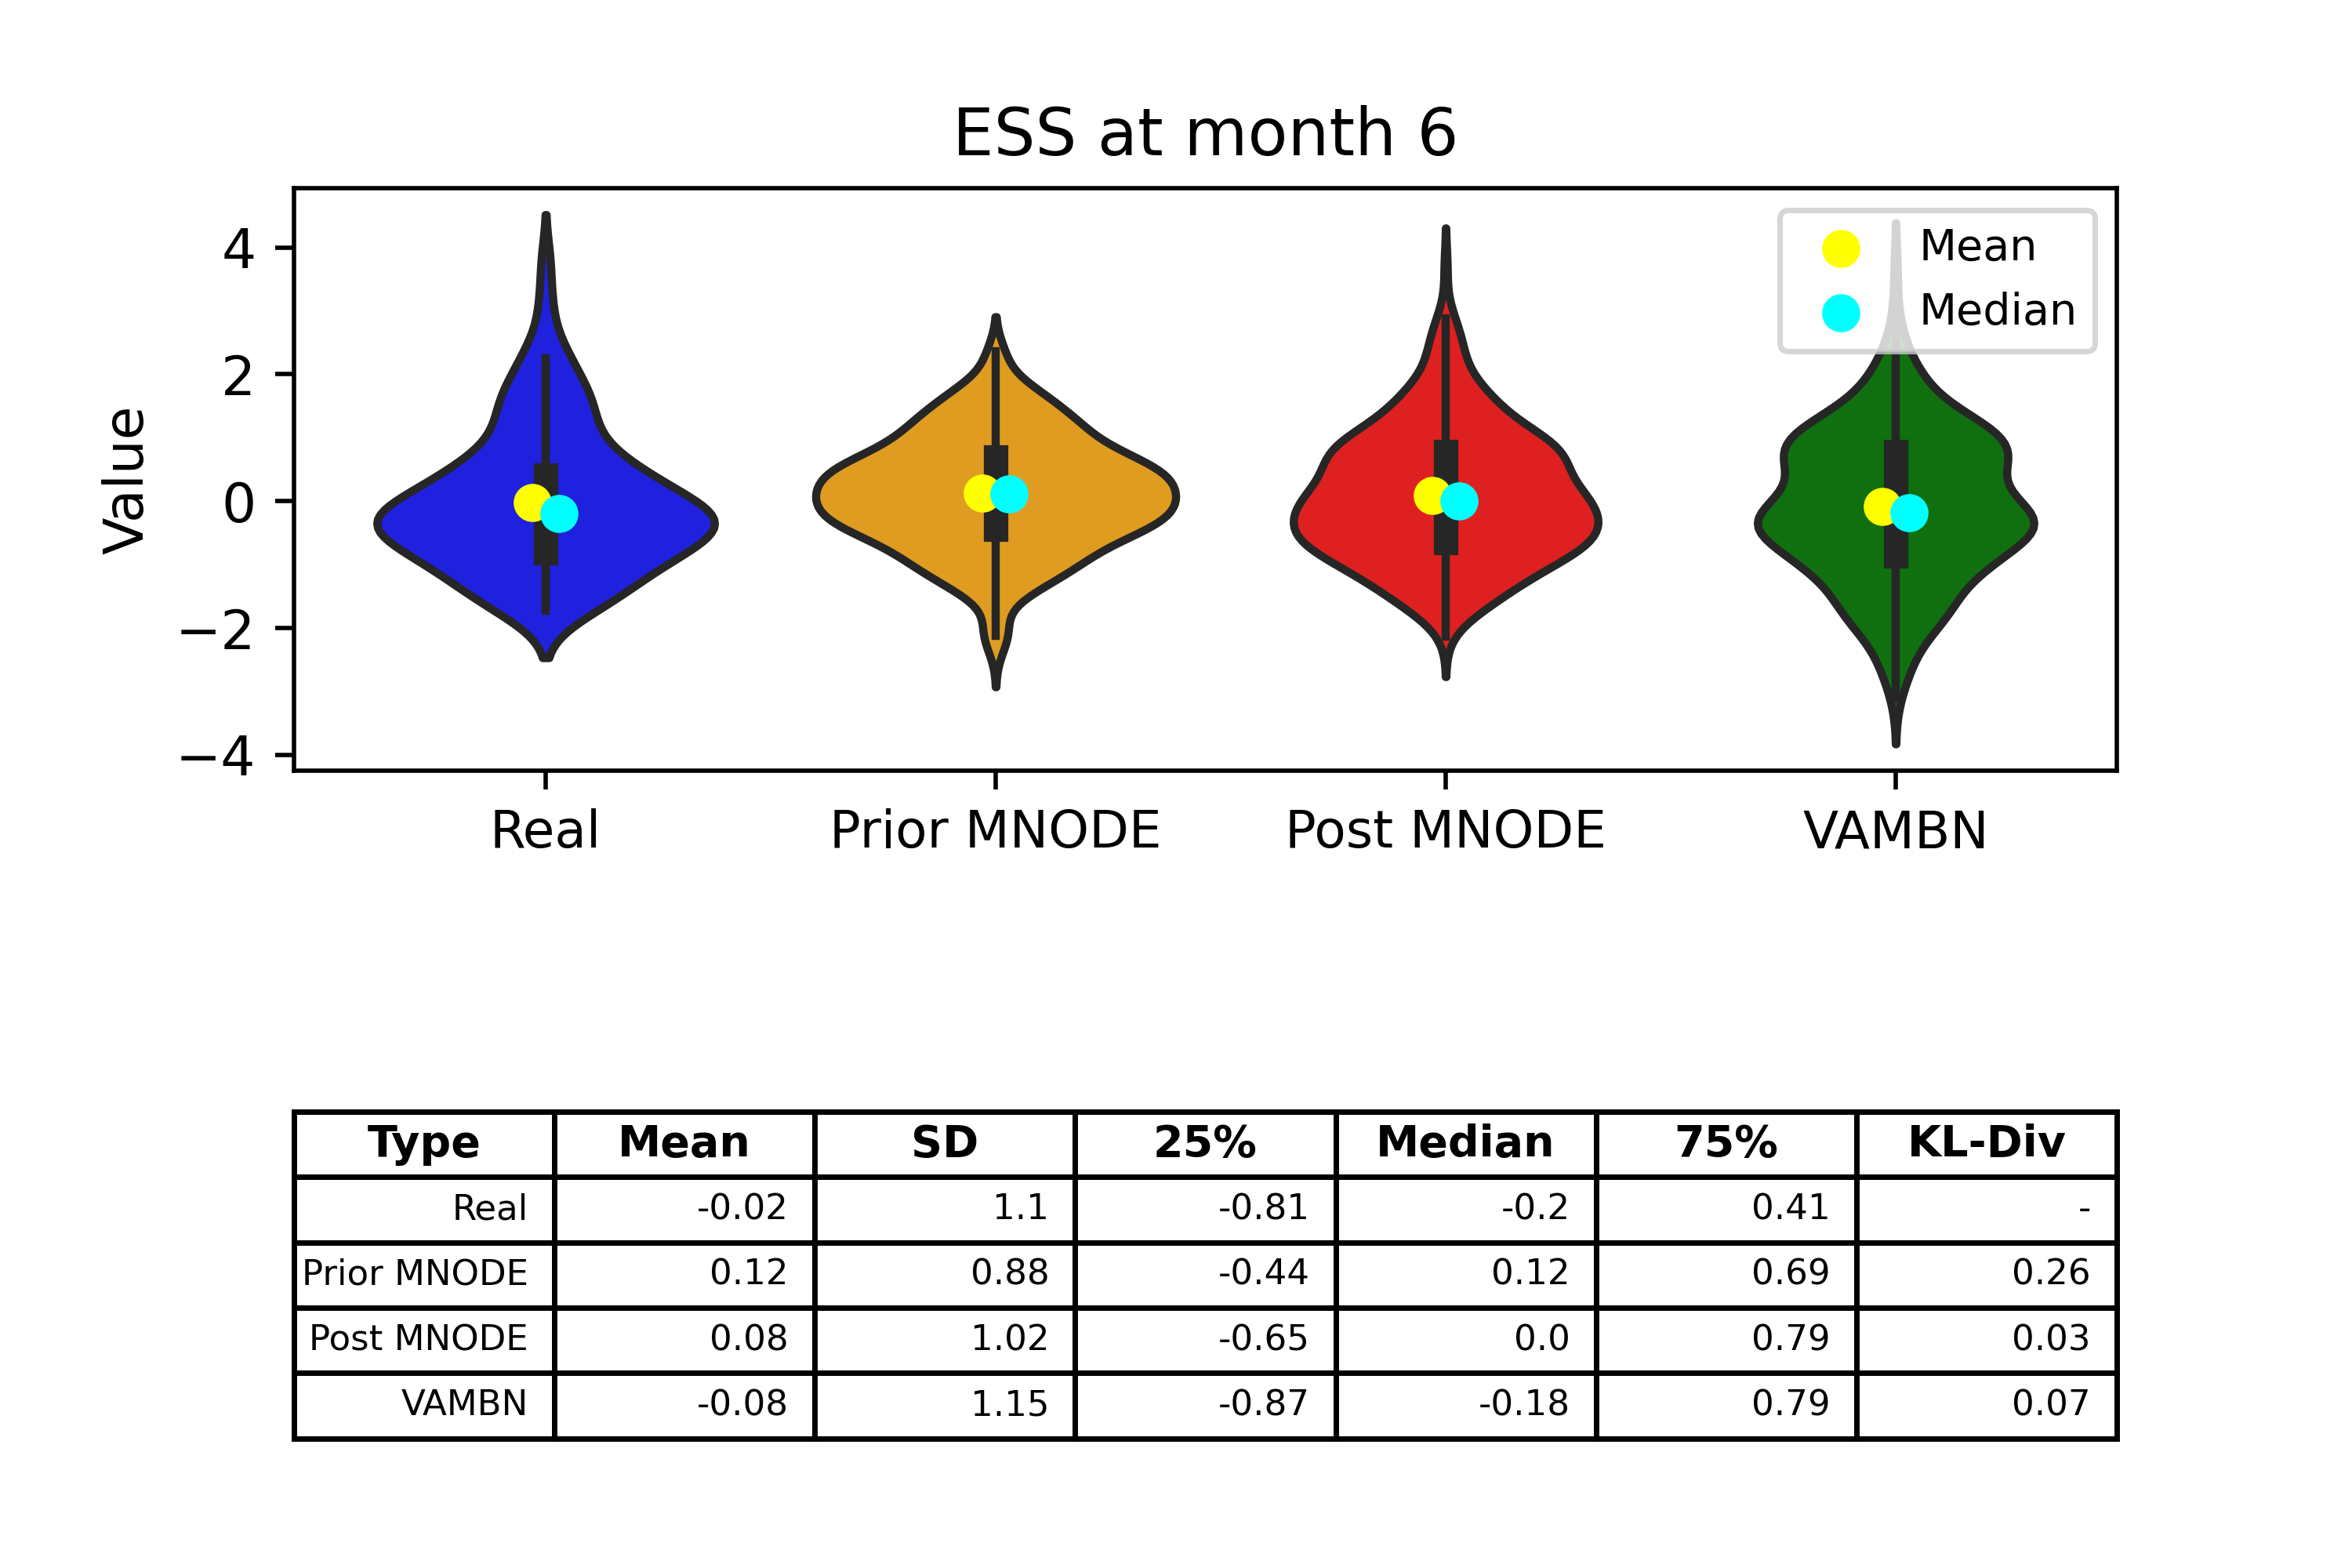 ESS at month 6
Mean
Median
Value
4
2
0
−2
−4
Real Prior MNODE Post MNODE VAMBN
Type Mean SD 25% Median 75% KL-Div
Real -0.02 1.1 -0.81 -0.2 0.41 -
Prior MNODE 0.12 0.88 -0.44 0.12 0.69 0.26
Post MNODE 0.08 1.02 -0.65 0.0 0.79 0.03
VAMBN -0.08 1.15 -0.87 -0.18 0.79 0.07